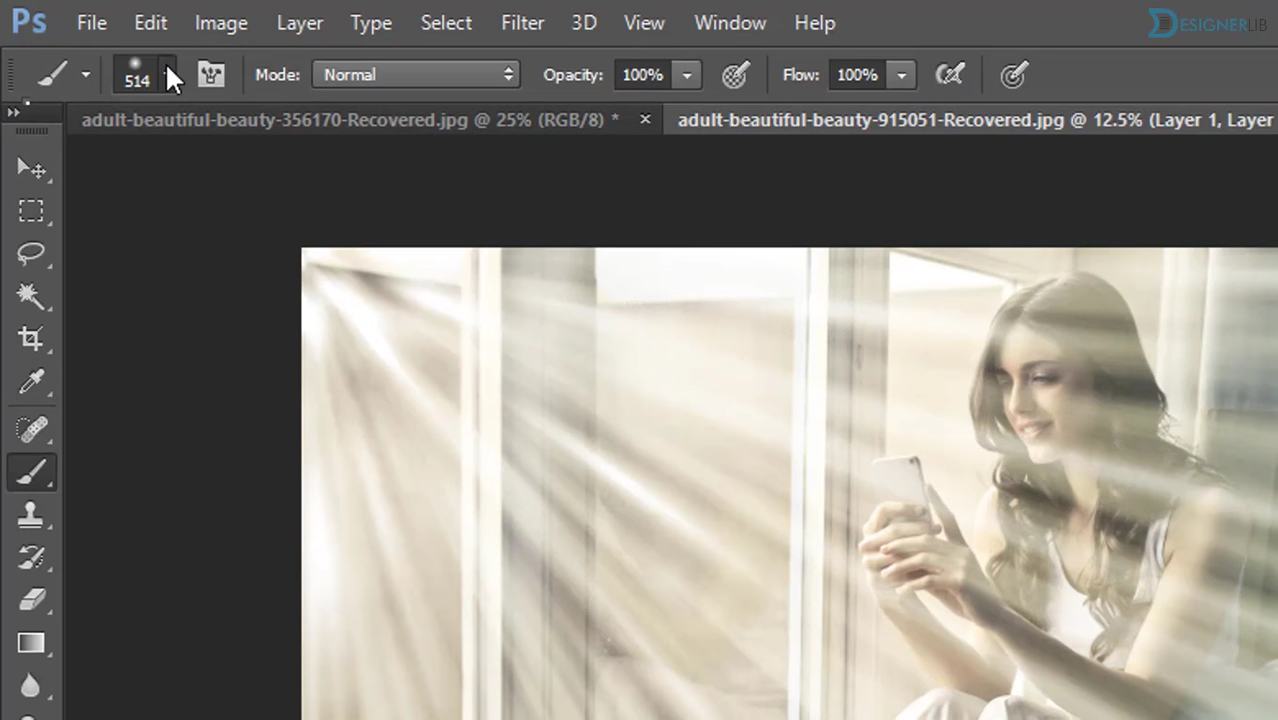 Ps File Edit Image Layer Type Select Filter 3D View Window Help
DESIGNERLIB
514 Mode: Normal Opacity: 100% Flow: 100%
adult-beautiful-beauty-356170-Recovered.jpg @ 25% (RGB/8) * × adult-beautiful-beauty-915051-Recovered.jpg @ 12.5% (Layer 1, Layer